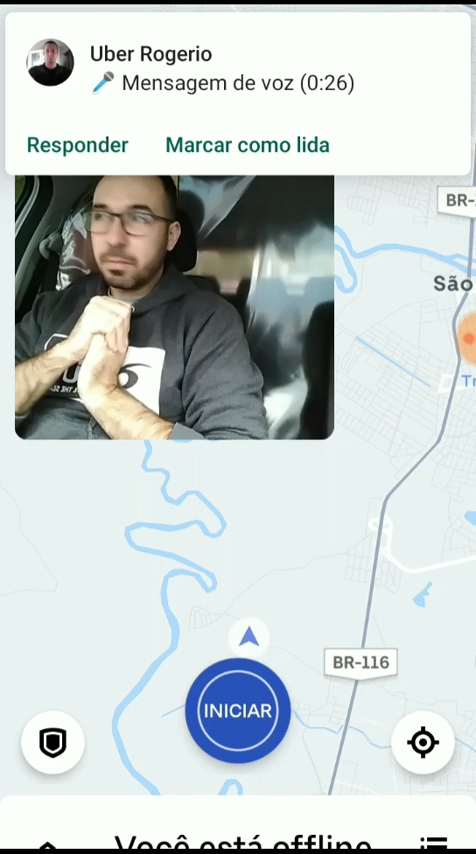 Uber Rogerio
🎤 Mensagem de voz (0:26)
Responder Marcar como lida
BR-
São
Tr
BR-116
INICIAR
Você está offline